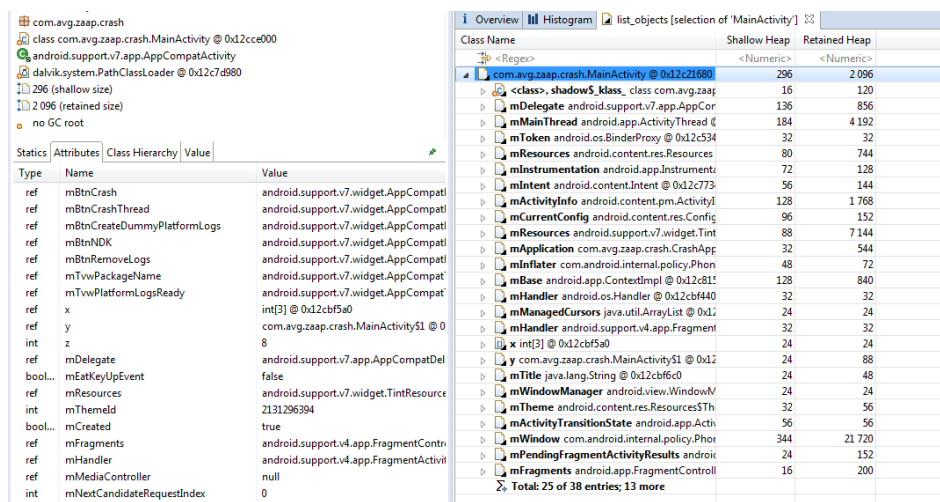 com.avg.zaap.crash
class com.avg.zaap.crash.MainActivity @ 0x12cce000
android.support.v7.app.AppCompatActivity
dalvik.system.PathClassLoader @ 0x12c7d980
296 (shallow size)
2 096 (retained size)
no GC root
Statics Attributes Class Hierarchy Value
Type Name Value
ref mBtnCrash android.support.v7.widget.AppCompatl
ref mBtnCrashThread android.support.v7.widget.AppCompatl
ref mBtnCreateDummyPlatformLogs android.support.v7.widget.AppCompatl
ref mBtnNDK android.support.v7.widget.AppCompatl
ref mBtnRemoveLogs android.support.v7.widget.AppCompatl
ref mTvwPackageName android.support.v7.widget.AppCompat
ref mTvwPlatformLogsReady android.support.v7.widget.AppCompat
ref x int[3] @ 0x12cbf5a0
ref y com.avg.zaap.crash.MainActivity$1 @ 0
int z 8
ref mDelegate android.support.v7.app.AppCompatDel
bool... mEatKeyUpEvent false
ref mResources android.support.v7.widget.TintResource
int mThemeId 2131296394
bool... mCreated true
ref mFragments android.support.v4.app.FragmentContr
ref mHandler android.support.v4.app.FragmentActivit
ref mMediaController null
int mNextCandidateRequestIndex 0
i Overview Histogram list_objects [selection of 'MainActivity']
Class Name Shallow Heap Retained Heap
<Regex> <Numeric> <Numeric>
com.avg.zaap.crash.MainActivity @ 0x12c21680 296 2 096
<class>, shadow$_klass_ class com.avg.zaap 16 120
mDelegate android.support.v7.app.AppCor 136 856
mMainThread android.app.ActivityThread @ 184 4 192
mToken android.os.BinderProxy @ 0x12c534 32 32
mResources android.content.res.Resources 80 744
mInstrumentation android.app.Instrumenta 72 128
mIntent android.content.Intent @ 0x12c773 56 144
mActivityInfo android.content.pm.ActivityI 128 1 768
mCurrentConfig android.content.res.Config 96 152
mResources android.support.v7.widget.Tint 88 7 144
mApplication com.avg.zaap.crash.CrashApp 32 544
mInflater com.android.internal.policy.Phon 48 72
mBase android.app.ContextImpl @ 0x12c815 128 840
mHandler android.os.Handler @ 0x12cbf440 32 32
mManagedCursors java.util.ArrayList @ 0x12 24 24
mHandler android.support.v4.app.Fragment 32 32
x int[3] @ 0x12cbf5a0 24 24
y com.avg.zaap.crash.MainActivity$1 @ 0x12 24 88
mTitle java.lang.String @ 0x12cbf6c0 24 48
mWindowManager android.view.WindowM 24 24
mTheme android.content.res.Resources$Th 32 56
mActivityTransitionState android.app.Activ 56 56
mWindow com.android.internal.policy.Phor 344 21 720
mPendingFragmentActivityResults android 24 152
mFragments android.app.FragmentControll 16 200
Total: 25 of 38 entries; 13 more